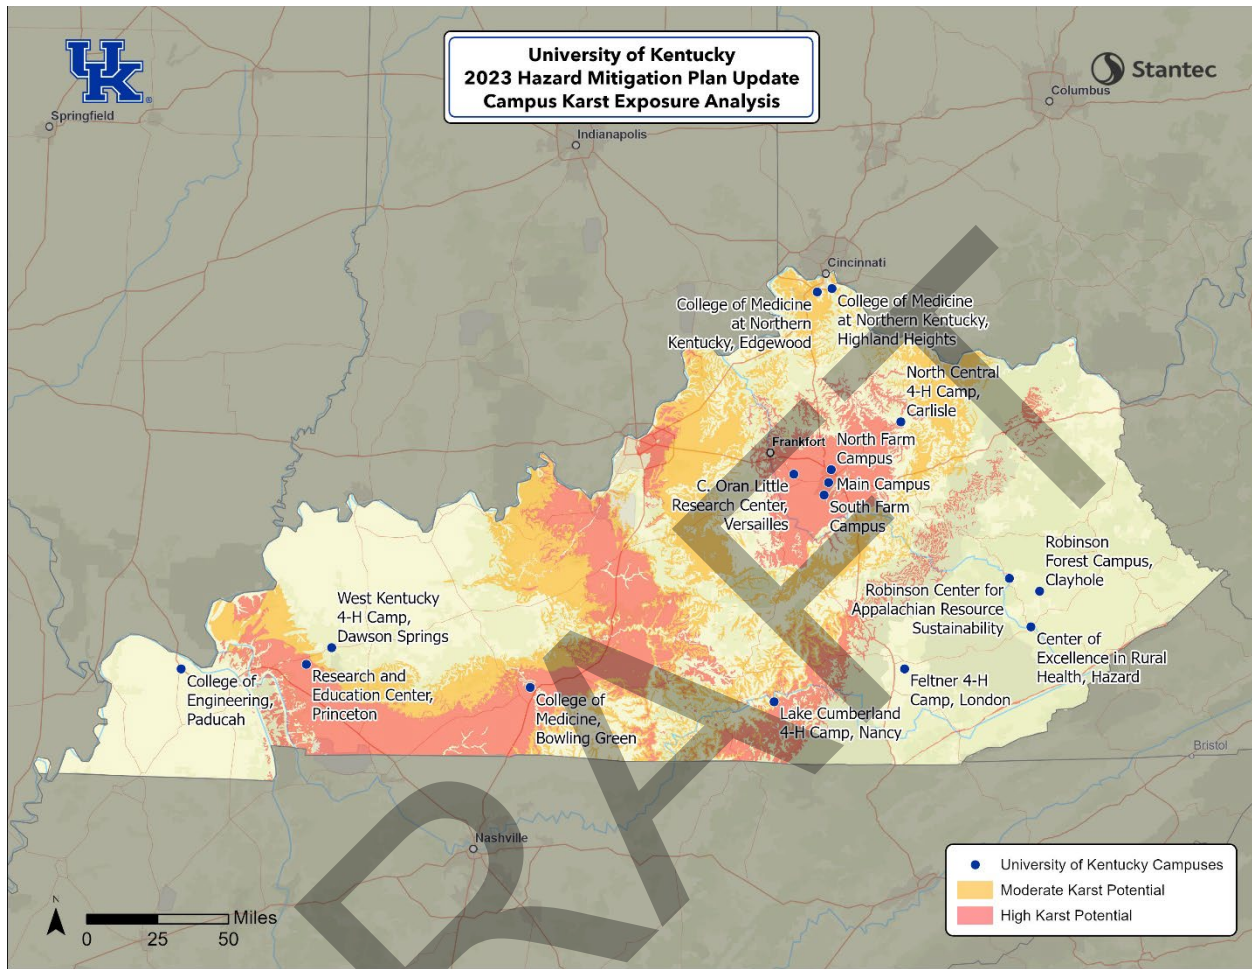 University of Kentucky
2023 Hazard Mitigation Plan Update
Campus Karst Exposure Analysis
UK
®
Stantec
Springfield
Columbus
Indianapolis
Cincinnati
College of Medicine
at Northern
Kentucky, Edgewood
College of Medicine
at Northern Kentucky,
Highland Heights
North Central
4-H Camp,
Carlisle
Frankfort
North Farm
Campus
C. Oran Little
Research Center,
Versailles
Main Campus
South Farm
Campus
Robinson
Forest Campus,
Clayhole
Robinson Center for
Appalachian Resource
Sustainability
West Kentucky
4-H Camp,
Dawson Springs
Center of
Excellence in Rural
Health, Hazard
College of
Engineering,
Paducah
Research and
Education Center,
Princeton
College of
Medicine,
Bowling Green
Feltner 4-H
Camp, London
Lake Cumberland
4-H Camp, Nancy
Bristol
Nashville
DRAFT
University of Kentucky Campuses
Moderate Karst Potential
High Karst Potential
N
Miles
0 25 50